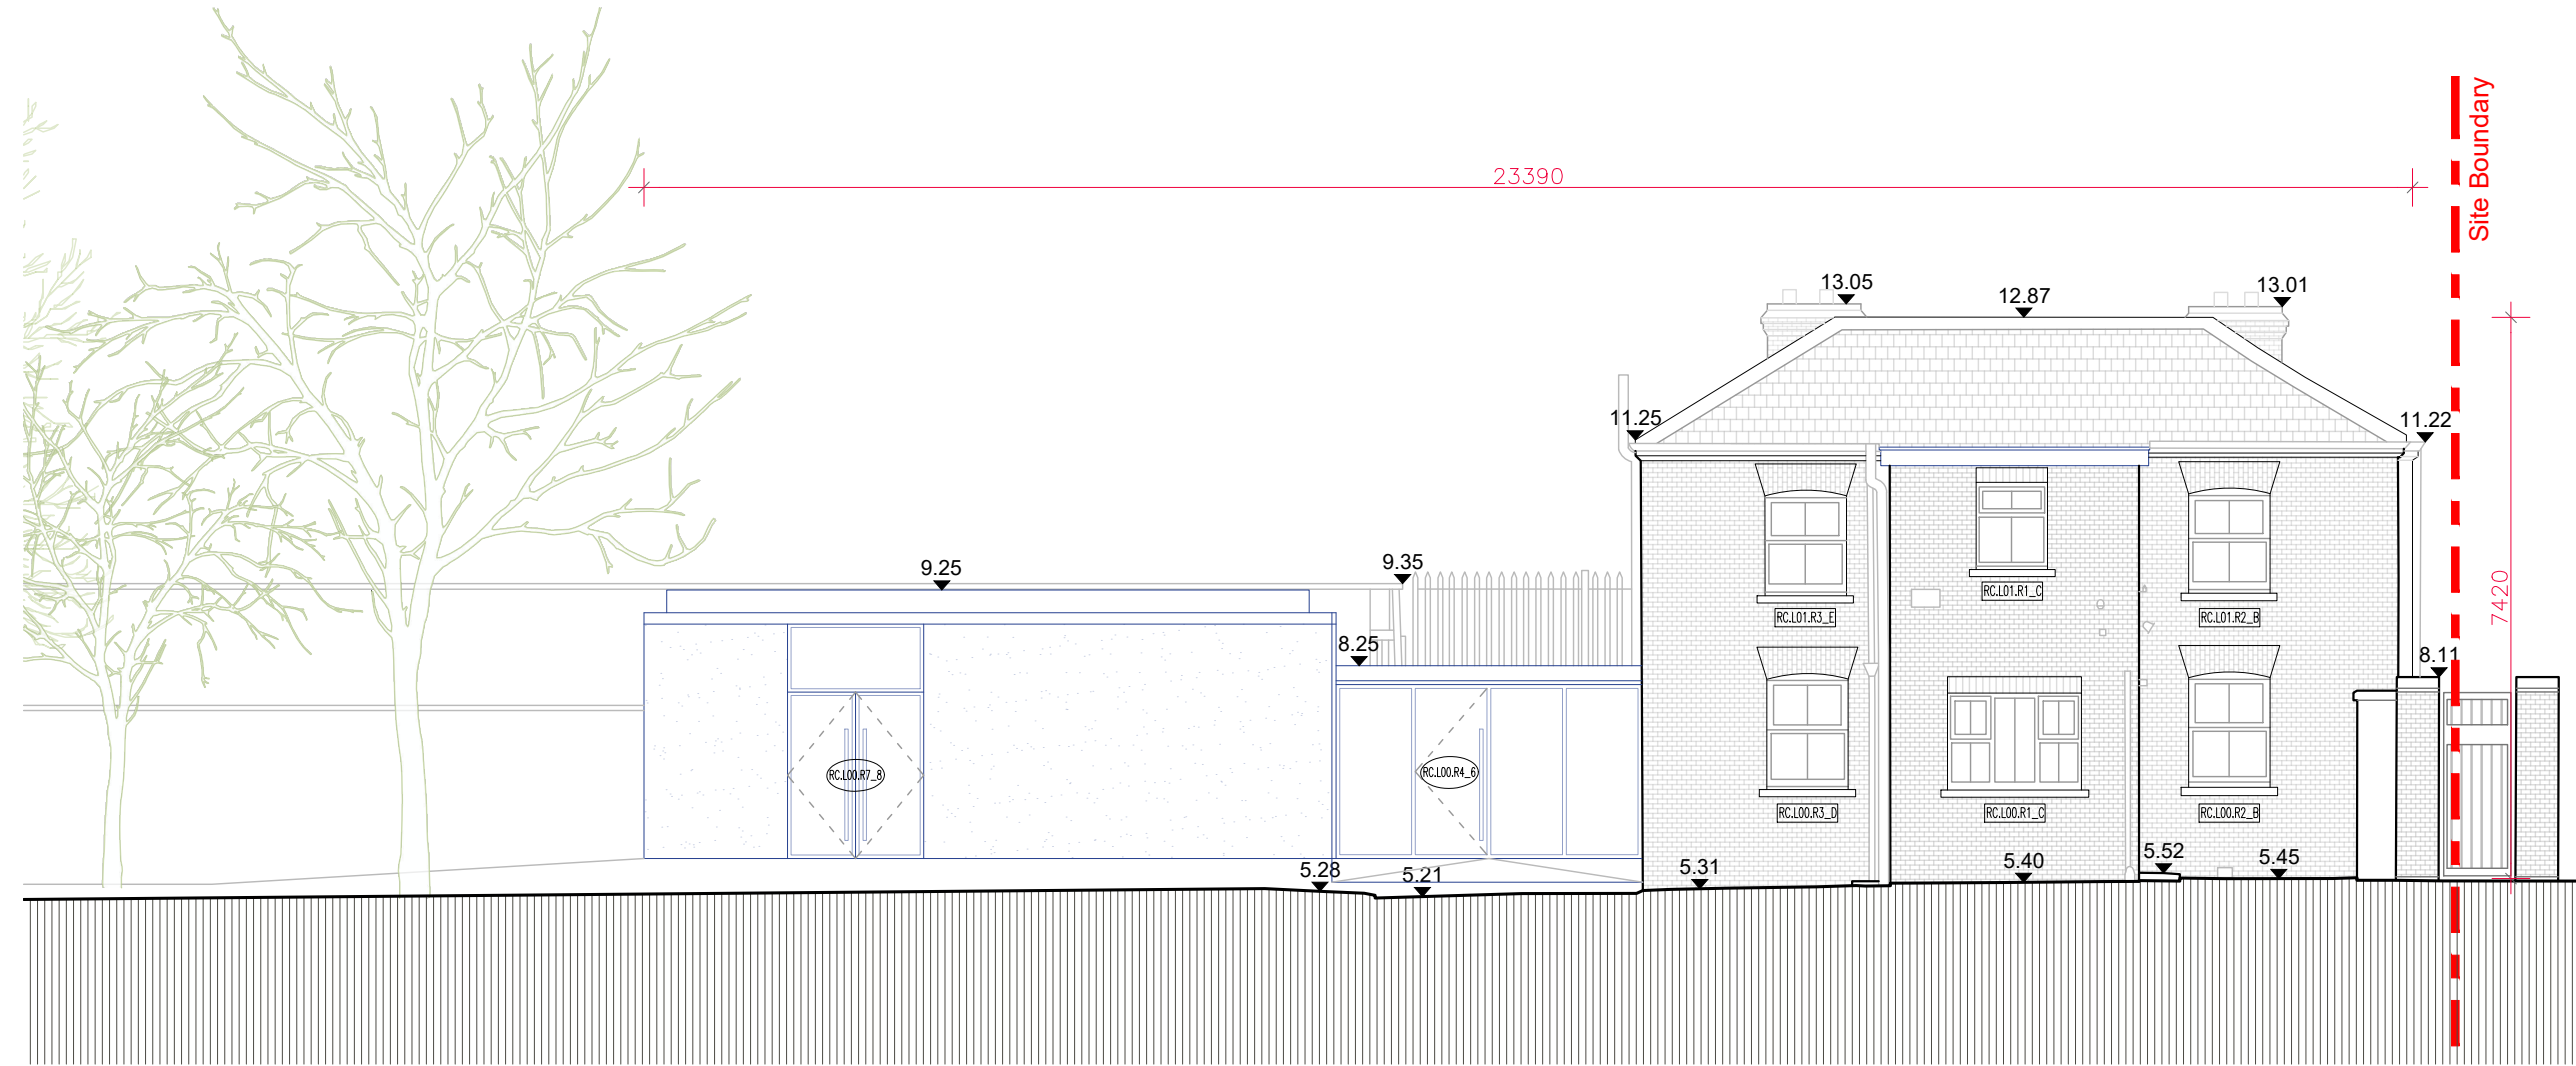 Site Boundary
23390
13.05
12.87
13.01
11.25
11.22
9.25
9.35
8.25
RC.L01.R3_E
RC.L01.R1_C
RC.L01.R2_B
7420
8.11
RC.L00.R7_8
RC.L00.R4_6
RC.L00.R3_D
RC.L00.R1_C
RC.L00.R2_B
5.28
5.21
5.31
5.40
5.52
5.45